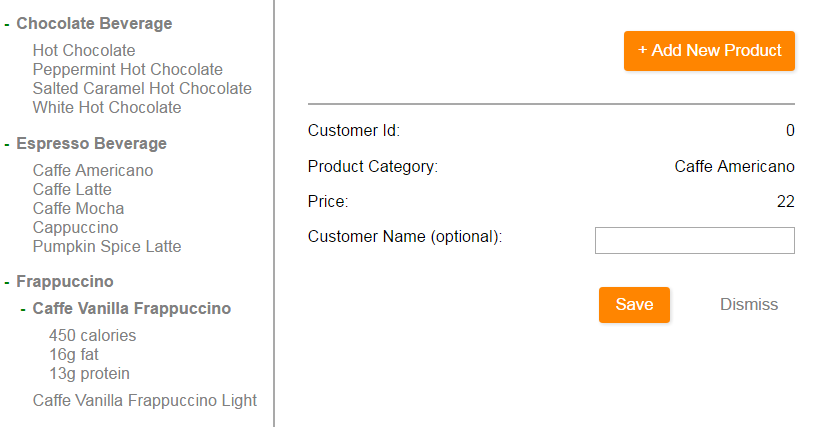 - Chocolate Beverage
Hot Chocolate
Peppermint Hot Chocolate
Salted Caramel Hot Chocolate
White Hot Chocolate
- Espresso Beverage
Caffe Americano
Caffe Latte
Caffe Mocha
Cappuccino
Pumpkin Spice Latte
- Frappuccino
- Caffe Vanilla Frappuccino
450 calories
16g fat
13g protein
Caffe Vanilla Frappuccino Light
+ Add New Product
Customer Id: 0
Product Category: Caffe Americano
Price: 22
Customer Name (optional):
Save Dismiss